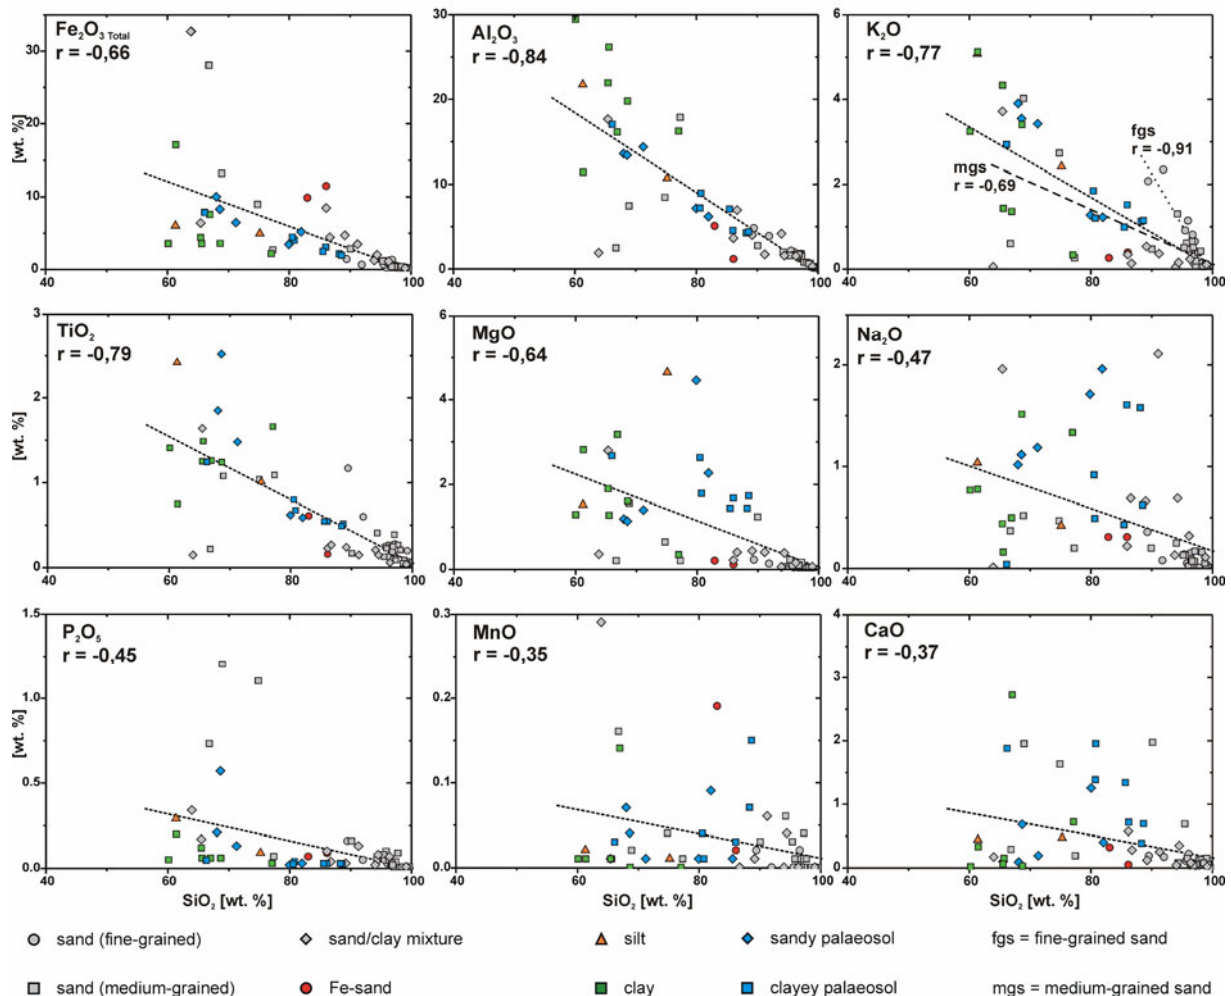 Fe₂O₃ Total
r = -0,66
[wt. %]
30
20
10
0
40
60
80
100
Al₂O₃
r = -0,84
30
20
15
10
5
0
40
60
80
100
K₂O
r = -0,77
fgs
r = -0,91
mgs
r = -0.69
6
4
2
0
40
60
80
100
TiO₂
r = -0,79
[wt. %]
3
2
1
0
40
60
80
100
MgO
r = -0,64
6
4
2
0
40
60
80
100
Na₂O
r = -0,47
2
1
0
40
60
80
100
P₂O₅
r = -0,45
[wt. %]
1.5
1.0
0.5
0.0
40
60
80
100
SiO₂ [wt. %]
MnO
r = -0,35
0.3
0.2
0.1
0.0
40
60
80
100
SiO₂ [wt. %]
CaO
r = -0,37
4
3
2
1
0
40
60
80
100
SiO₂ [wt. %]
sand (fine-grained)
sand/clay mixture
silt
sandy palaeosol
fgs = fine-grained sand
sand (medium-grained)
Fe-sand
clay
clayey palaeosol
mgs = medium-grained sand